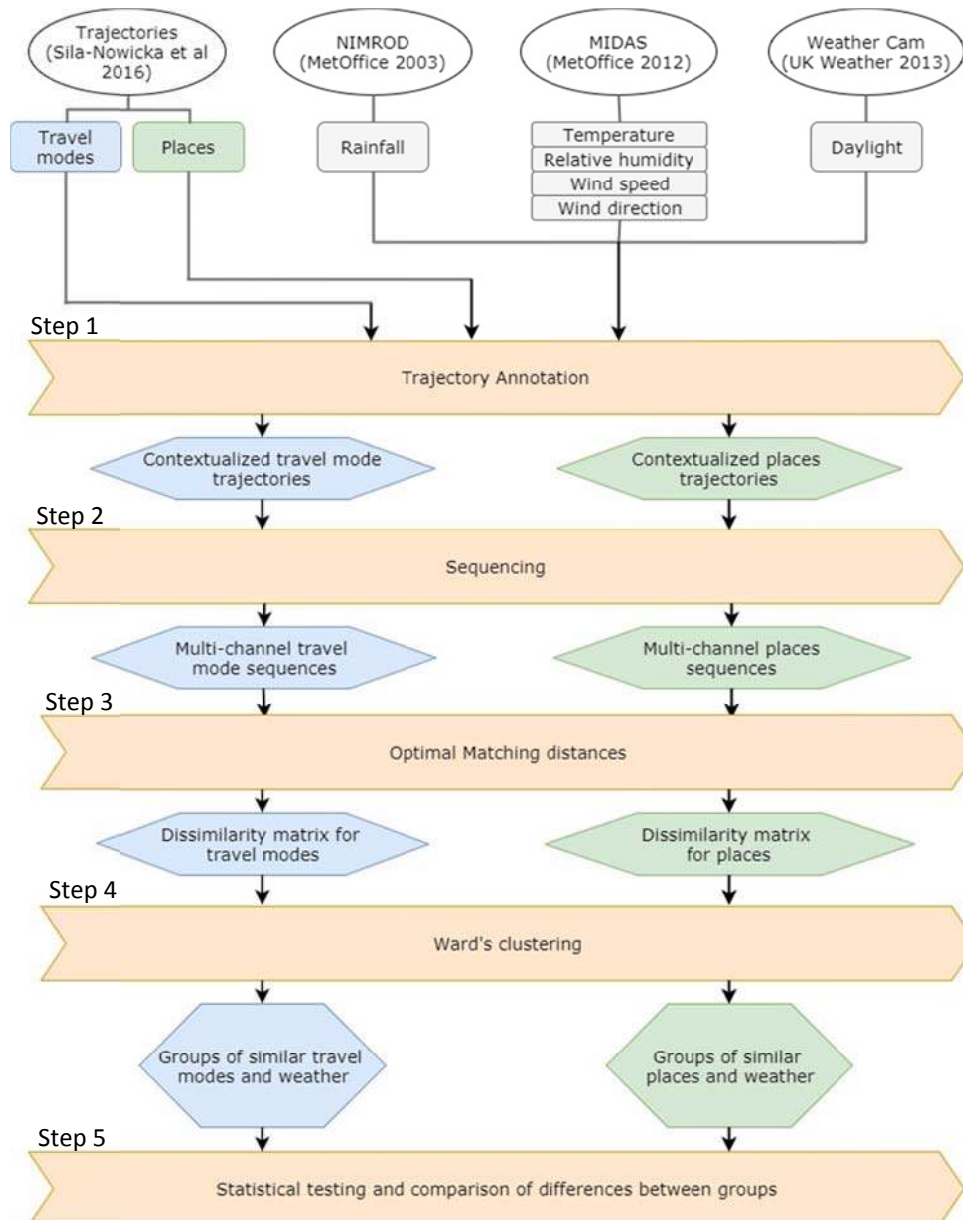 Trajectories
(Sila-Nowicka et al
2016)
NIMROD
(MetOffice 2003)
MIDAS
(MetOffice 2012)
Weather Cam
(UK Weather 2013)
Travel
modes
Places
Rainfall
Temperature
Relative humidity
Wind speed
Wind direction
Daylight
Step 1
Trajectory Annotation
Contextualized travel mode
trajectories
Contextualized places
trajectories
Step 2
Sequencing
Multi-channel travel
mode sequences
Multi-channel places
sequences
Step 3
Optimal Matching distances
Dissimilarity matrix for
travel modes
Dissimilarity matrix
for places
Step 4
Ward's clustering
Groups of similar travel
modes and weather
Groups of similar
places and weather
Step 5
Statistical testing and comparison of differences between groups